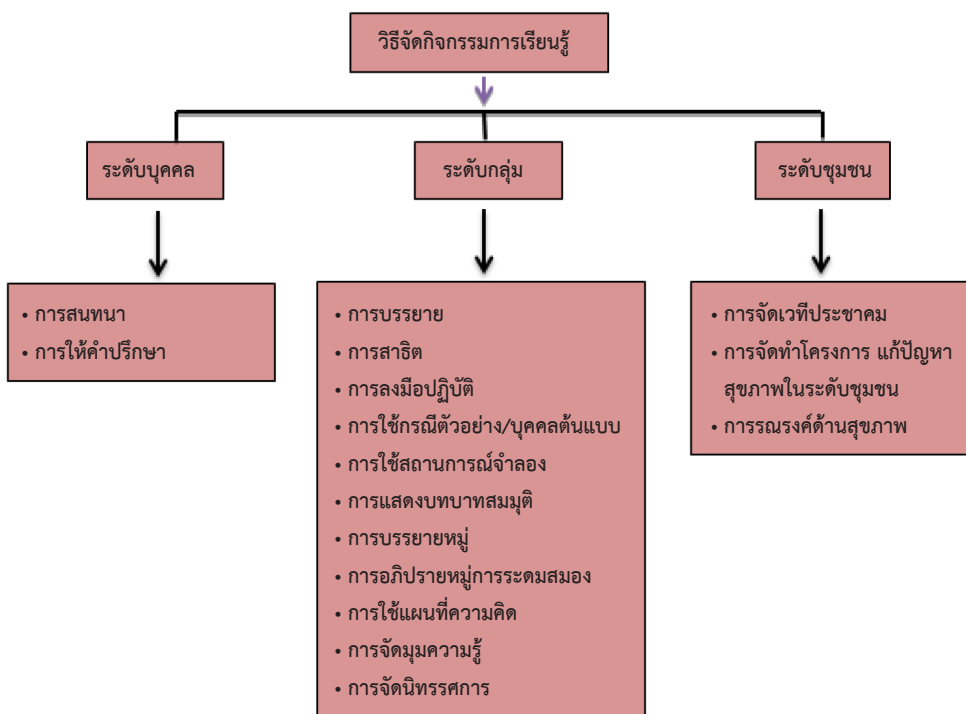 วิธีจัดกิจกรรมการเรียนรู้
ระดับบุคคล
ระดับกลุ่ม
ระดับชุมชน
• การสนทนา
• การให้คำปรึกษา
• การบรรยาย
• การสาธิต
• การลงมือปฏิบัติ
• การใช้กรณีตัวอย่าง/บุคคลต้นแบบ
• การใช้สถานการณ์จำลอง
• การแสดงบทบาทสมมุติ
• การบรรยายหมู่
• การอภิปรายหมู่การระดมสมอง
• การใช้แผนที่ความคิด
• การจัดมุมความรู้
• การจัดนิทรรศการ
• การจัดเวทีประชาคม
• การจัดทำโครงการ แก้ปัญหา
สุขภาพในระดับชุมชน
• การรณรงค์ด้านสุขภาพ